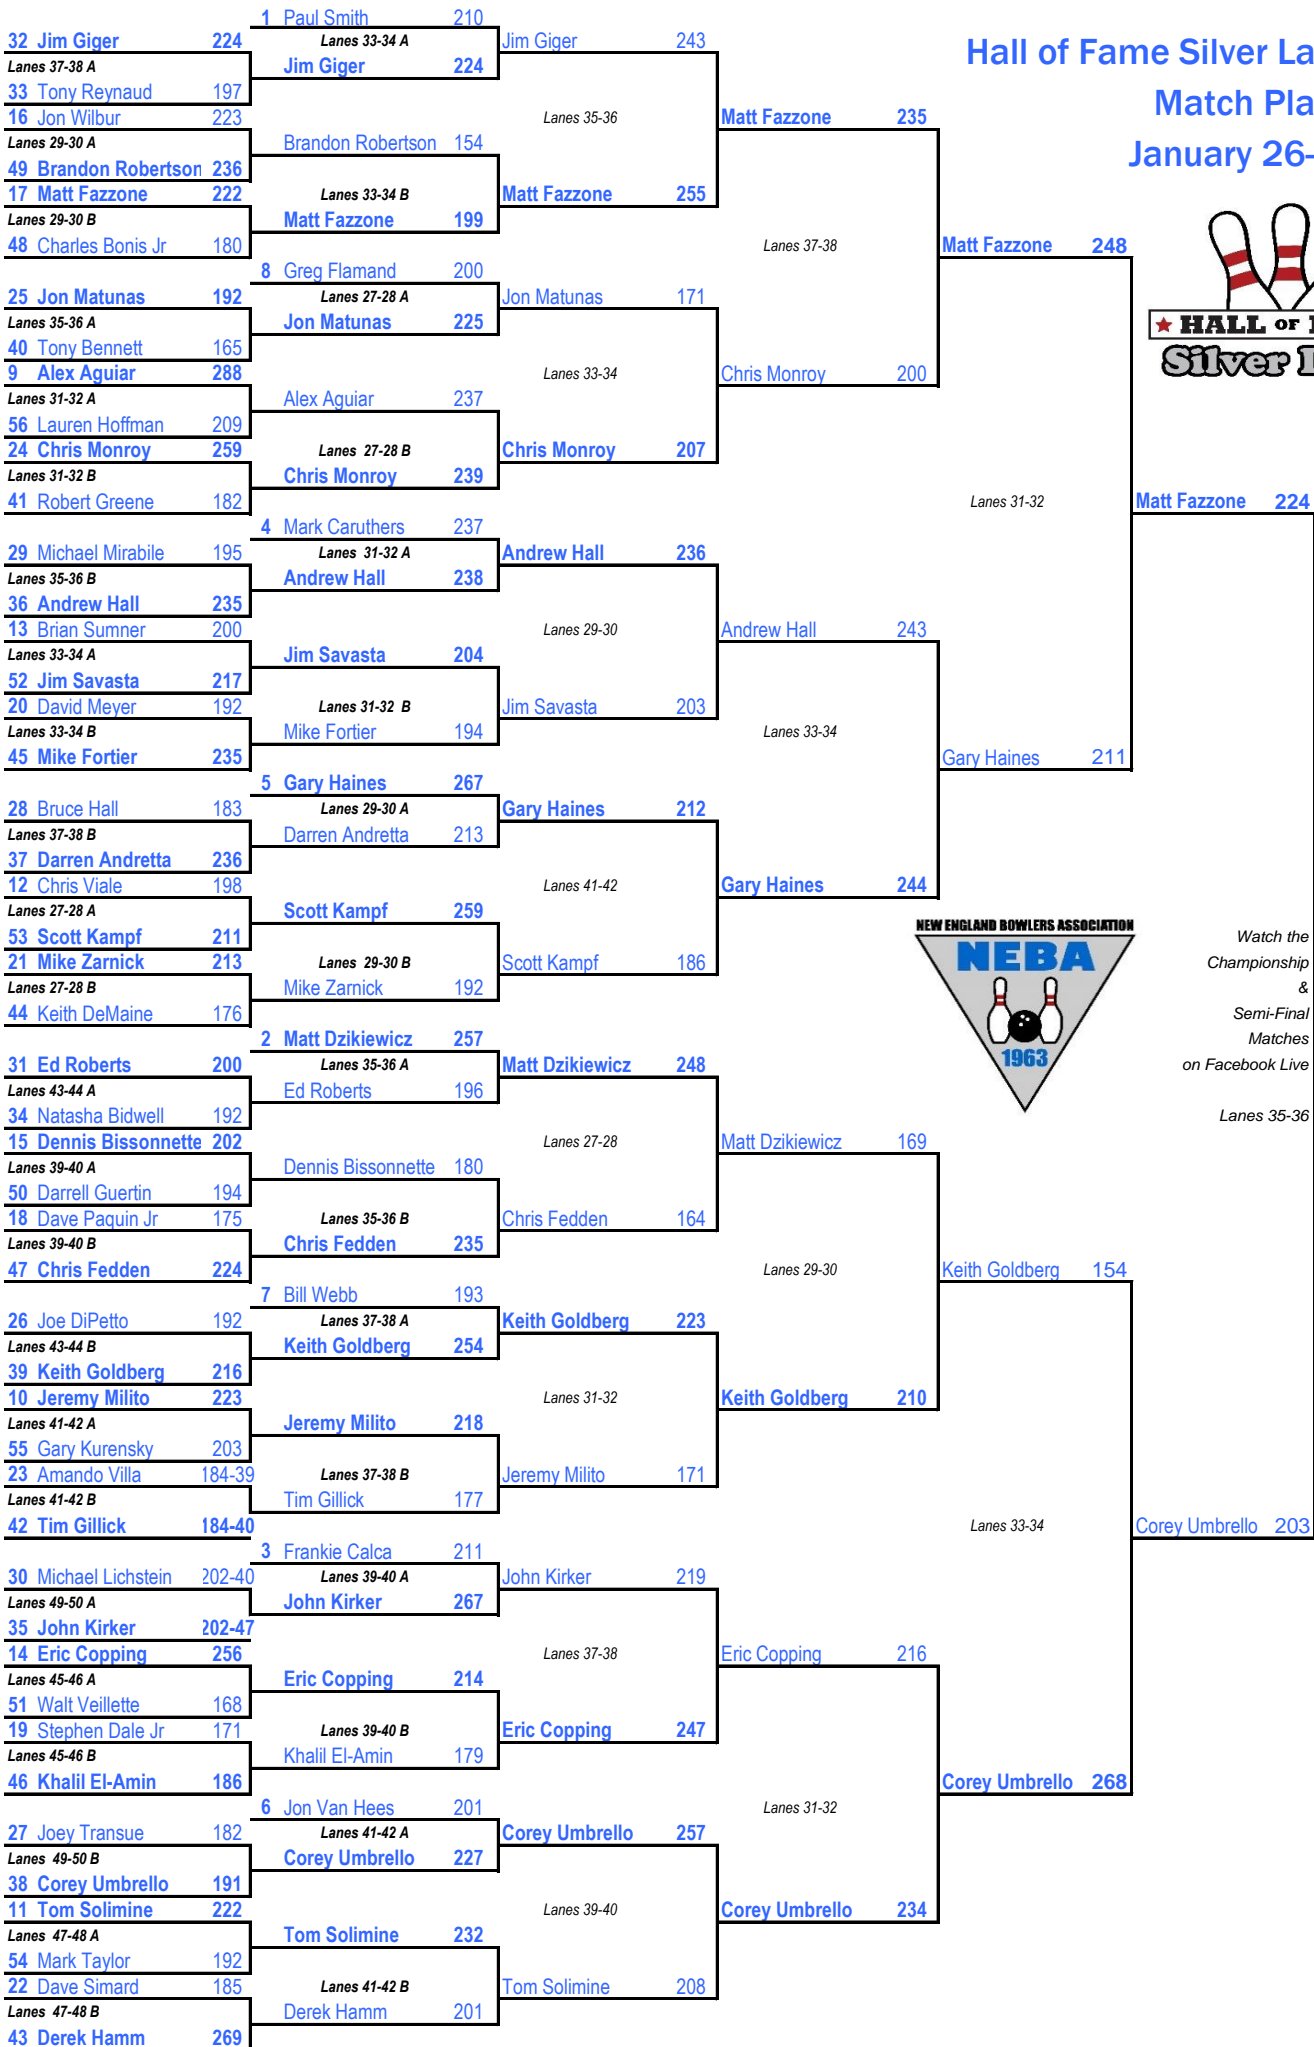 1 Paul Smith 210
32 Jim Giger 224 Lanes 33-34 A Jim Giger 243
Hall of Fame Silver La
Lanes 37-38 A Jim Giger 224
33 Tony Reynaud 197
Match Pla
16 Jon Wilbur 223 Lanes 35-36 Matt Fazzone 235
Lanes 29-30 A Brandon Robertson 154
January 26-
49 Brandon Robertson 236
17 Matt Fazzone 222 Lanes 33-34 B Matt Fazzone 255
Lanes 29-30 B Matt Fazzone 199
48 Charles Bonis Jr 180 Lanes 37-38 Matt Fazzone 248
8 Greg Flamand 200
25 Jon Matunas 192 Lanes 27-28 A Jon Matunas 171
Lanes 35-36 A Jon Matunas 225
HALL OF
40 Tony Bennett 165
Silver
9 Alex Aguiar 288 Lanes 33-34 Chris Monroy 200
Lanes 31-32 A Alex Aguiar 237
56 Lauren Hoffman 209
24 Chris Monroy 259 Lanes 27-28 B Chris Monroy 207
Lanes 31-32 B Chris Monroy 239
41 Robert Greene 182 Lanes 31-32 Matt Fazzone 224
4 Mark Caruthers 237
29 Michael Mirabile 195 Lanes 31-32 A Andrew Hall 236
Lanes 35-36 B Andrew Hall 238
36 Andrew Hall 235
13 Brian Sumner 200 Lanes 29-30 Andrew Hall 243
Lanes 33-34 A Jim Savasta 204
52 Jim Savasta 217
20 David Meyer 192 Lanes 31-32 B Jim Savasta 203
Lanes 33-34 B Mike Fortier 194 Lanes 33-34
45 Mike Fortier 235 Gary Haines 211
5 Gary Haines 267
28 Bruce Hall 183 Lanes 29-30 A Gary Haines 212
Lanes 37-38 B Darren Andretta 213
37 Darren Andretta 236
12 Chris Viale 198 Lanes 41-42 Gary Haines 244
Lanes 27-28 A Scott Kampf 259
NEW ENGLAND BOWLERS ASSOCIATION
53 Scott Kampf 211 Watch the
NEBA
21 Mike Zarnick 213 Lanes 29-30 B Scott Kampf 186 Championship
Lanes 27-28 B Mike Zarnick 192 &
44 Keith DeMaine 176 Semi-Final
2 Matt Dzikiewicz 257 Matches
1963
31 Ed Roberts 200 Lanes 35-36 A Matt Dzikiewicz 248 on Facebook Live
Lanes 43-44 A Ed Roberts 196
34 Natasha Bidwell 192 Lanes 35-36
15 Dennis Bissonnette 202 Lanes 27-28 Matt Dzikiewicz 169
Lanes 39-40 A Dennis Bissonnette 180
50 Darrell Guertin 194
18 Dave Paquin Jr 175 Lanes 35-36 B Chris Fedden 164
Lanes 39-40 B Chris Fedden 235
47 Chris Fedden 224 Lanes 29-30 Keith Goldberg 154
7 Bill Webb 193
26 Joe DiPetto 192 Lanes 37-38 A Keith Goldberg 223
Lanes 43-44 B Keith Goldberg 254
39 Keith Goldberg 216
10 Jeremy Milito 223 Lanes 31-32 Keith Goldberg 210
Lanes 41-42 A Jeremy Milito 218
55 Gary Kurensky 203
23 Amando Villa 184-39 Lanes 37-38 B Jeremy Milito 171
Lanes 41-42 B Tim Gillick 177
42 Tim Gillick 184-40 Lanes 33-34 Corey Umbrello 203
3 Frankie Calca 211
30 Michael Lichstein 202-40 Lanes 39-40 A John Kirker 219
Lanes 49-50 A John Kirker 267
35 John Kirker 202-47
14 Eric Copping 256 Lanes 37-38 Eric Copping 216
Lanes 45-46 A Eric Copping 214
51 Walt Veillette 168
19 Stephen Dale Jr 171 Lanes 39-40 B Eric Copping 247
Lanes 45-46 B Khalil El-Amin 179
46 Khalil El-Amin 186 Corey Umbrello 268
6 Jon Van Hees 201 Lanes 31-32
27 Joey Transue 182 Lanes 41-42 A Corey Umbrello 257
Lanes 49-50 B Corey Umbrello 227
38 Corey Umbrello 191
11 Tom Solimine 222 Lanes 39-40 Corey Umbrello 234
Lanes 47-48 A Tom Solimine 232
54 Mark Taylor 192
22 Dave Simard 185 Lanes 41-42 B Tom Solimine 208
Lanes 47-48 B Derek Hamm 201
43 Derek Hamm 269